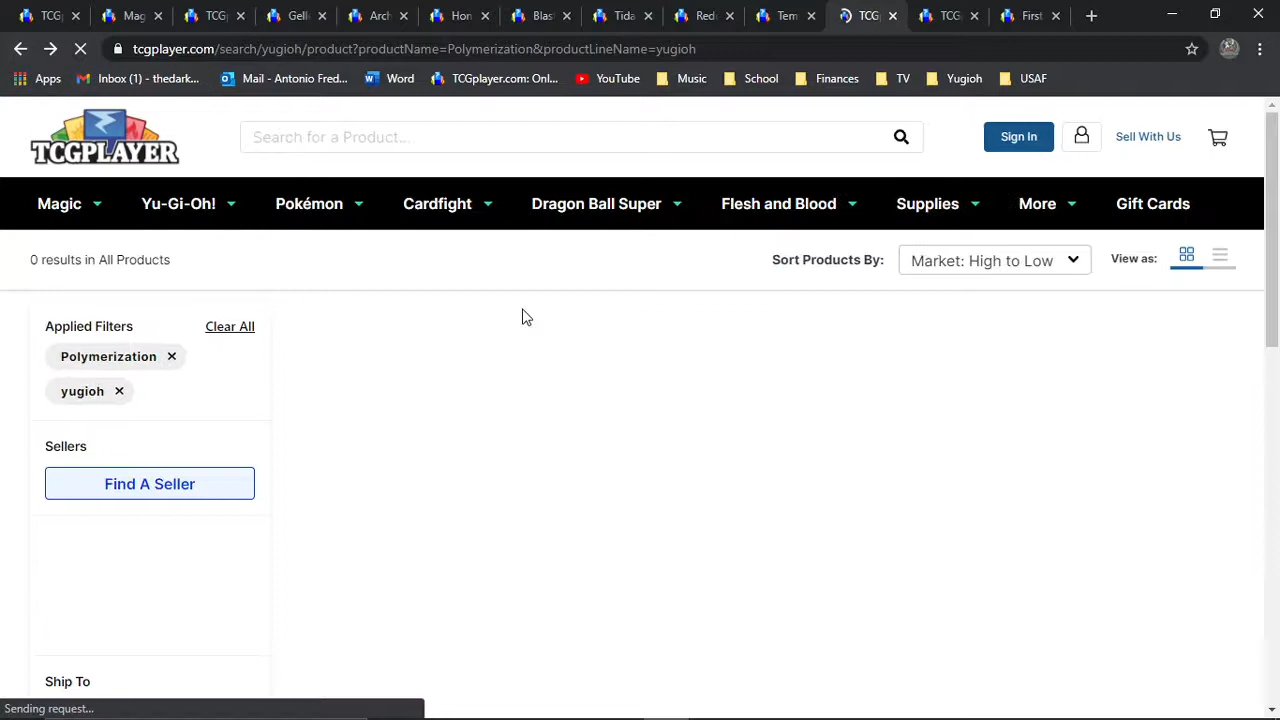 TCG Mag TCG Gell Arch Hon Blas Tida Red Tem TCG TCG First
tcgplayer.com/search/yugioh/product?productName=Polymerization&productLineName=yugioh
Apps Inbox (1) - thedark... Mail - Antonio Fred... Word TCGplayer.com: Onl... YouTube Music School Finances TV Yugioh USAF
TCGPLAYER
Search for a Product...
Sign In
Sell With Us
Magic Yu-Gi-Oh! Pokémon Cardfight Dragon Ball Super Flesh and Blood Supplies More Gift Cards
0 results in All Products
Sort Products By: Market: High to Low View as:
Applied Filters Clear All
Polymerization ×
yugioh ×
Sellers
Find A Seller
Ship To
Sending request...